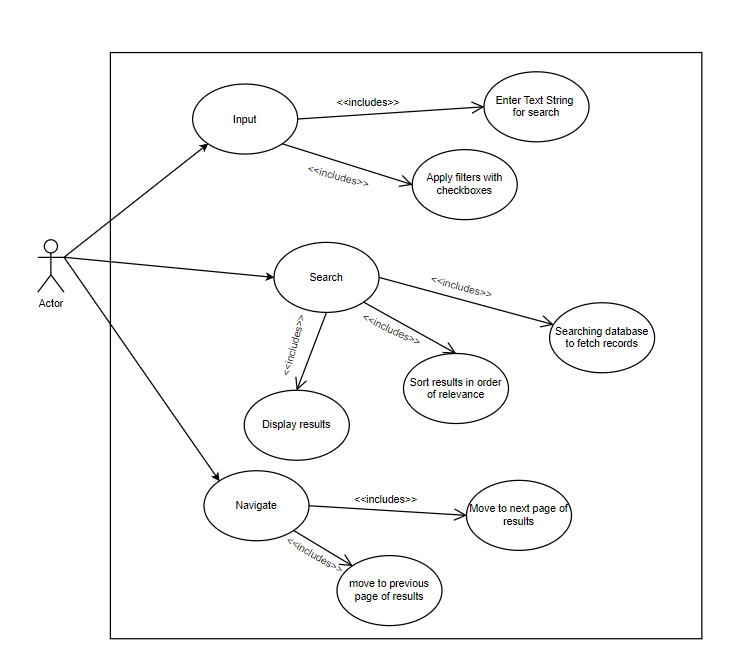 <<includes>>
Enter Text String
for search
Input
<<includes>>
Apply filters with
checkboxes
Actor
Search
<<includes>>
<<includes>>
<<includes>>
Searching database
to fetch records
Sort results in order
of relevance
Display results
Navigate
<<includes>>
Move to next page of
results
<<includes>>
move to previous
page of results